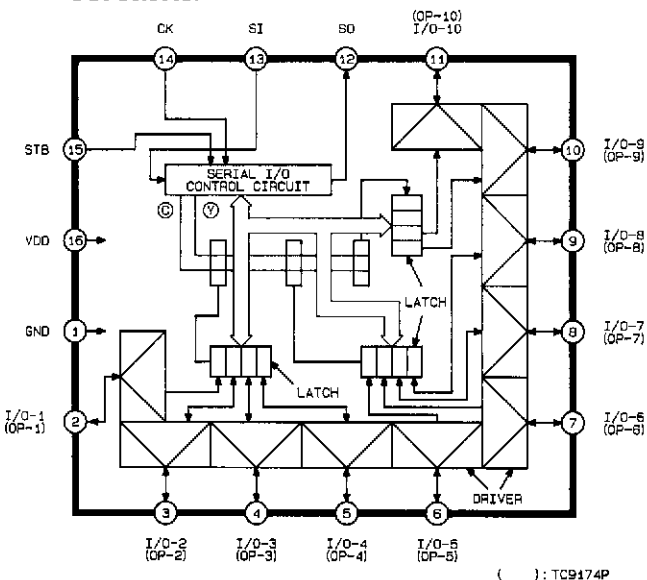 (OP-10)
CK SI SO I/O-10
14 13 12 11
STB 15
10 I/O-9
(OP-9)
SERIAL I/O
CONTROL CIRCUIT
C Y
VDD 16
9 I/O-8
(OP-8)
LATCH
GND 1
8 I/O-7
(OP-7)
LATCH
I/O-1
(OP-1) 2
7 I/O-6
(OP-6)
DRIVER
3 4 5 6
I/O-2 I/O-3 I/O-4 I/O-5
(OP-2) (OP-3) (OP-4) (OP-5)
( ): TC9174P